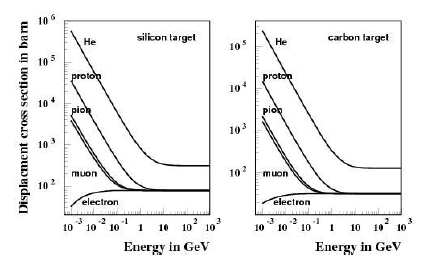 Displacment cross section in barn
10^6
10^5
10^4
10^3
10^2
silicon target
He
proton
pion
muon
electron
10^-3 10^-2 10^-1 1 10 10^2 10^3
Energy in GeV
10^5
10^4
10^3
10^2
carbon target
He
proton
pion
muon
electron
10^-3 10^-2 10^-1 1 10 10^2 10^3
Energy in GeV